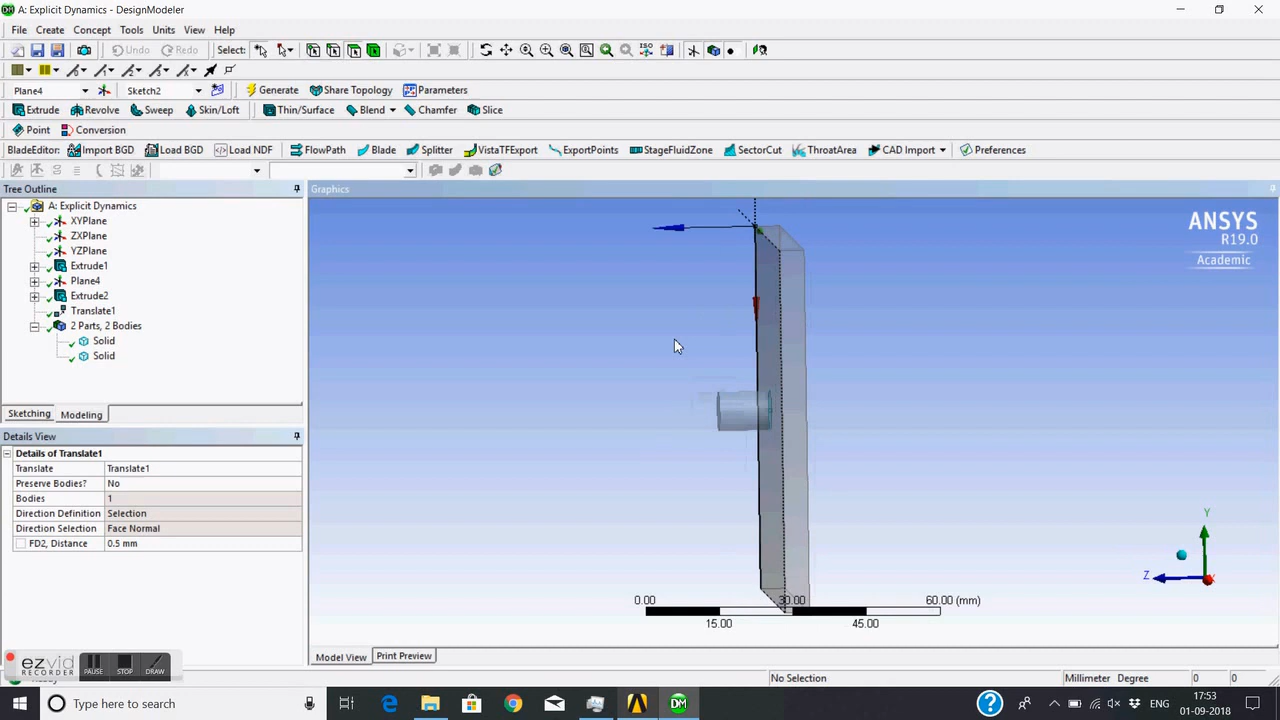 A: Explicit Dynamics - DesignModeler
File Create Concept Tools Units View Help
Undo Redo Select:
Plane4 Sketch2 Generate Share Topology Parameters
Extrude Revolve Sweep Skin/Loft Thin/Surface Blend Chamfer Slice
Point Conversion
BladeEditor: Import BGD Load BGD Load NDF FlowPath Blade Splitter VistaTFExport ExportPoints StageFluidZone SectorCut ThroatArea CAD Import Preferences
Tree Outline
A: Explicit Dynamics
XYPlane
ZXPlane
YZPlane
Extrude1
Plane4
Extrude2
Translate1
2 Parts, 2 Bodies
Solid
Solid
Sketching Modeling
Details View
Details of Translate1
Translate Translate1
Preserve Bodies? No
Bodies 1
Direction Definition Selection
Direction Selection Face Normal
FD2, Distance 0.5 mm
Graphics
ANSYS
R19.0
Academic
Y
Z
0.00 30.00 60.00 (mm)
15.00 45.00
Model View Print Preview
ezvid
RECORDER
PAUSE STOP DRAW
No Selection Millimeter Degree 0 0
Type here to search
ENG
17:53
01-09-2018